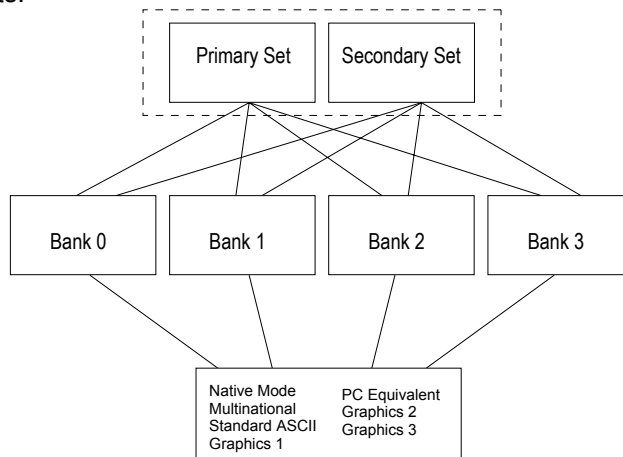 Primary Set
Secondary Set
Bank 0
Bank 1
Bank 2
Bank 3
Native Mode
Multinational
Standard ASCII
Graphics 1
PC Equivalent
Graphics 2
Graphics 3